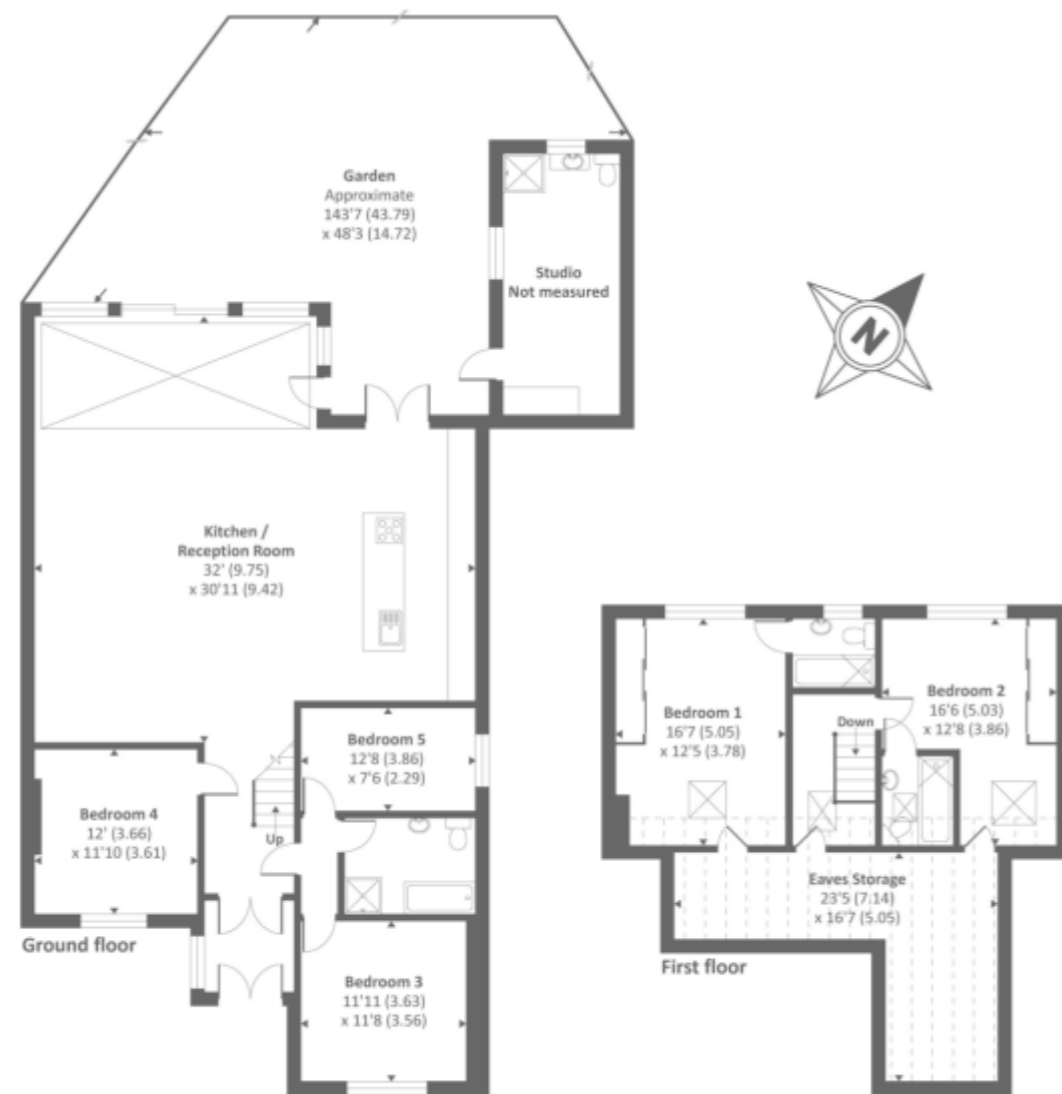 Garden
Approximate
143'7 (43.79)
x 48'3 (14.72)
Studio
Not measured
N
Kitchen /
Reception Room
32' (9.75)
x 30'11 (9.42)
Bedroom 5
12'8 (3.86)
x 7'6 (2.29)
Bedroom 4
12' (3.66)
x 11'10 (3.61)
Up
Ground floor
Bedroom 3
11'11 (3.63)
x 11'8 (3.56)
Bedroom 1
16'7 (5.05)
x 12'5 (3.78)
Down
Bedroom 2
16'6 (5.03)
x 12'8 (3.86)
Eaves Storage
23'5 (7.14)
x 16'7 (5.05)
First floor